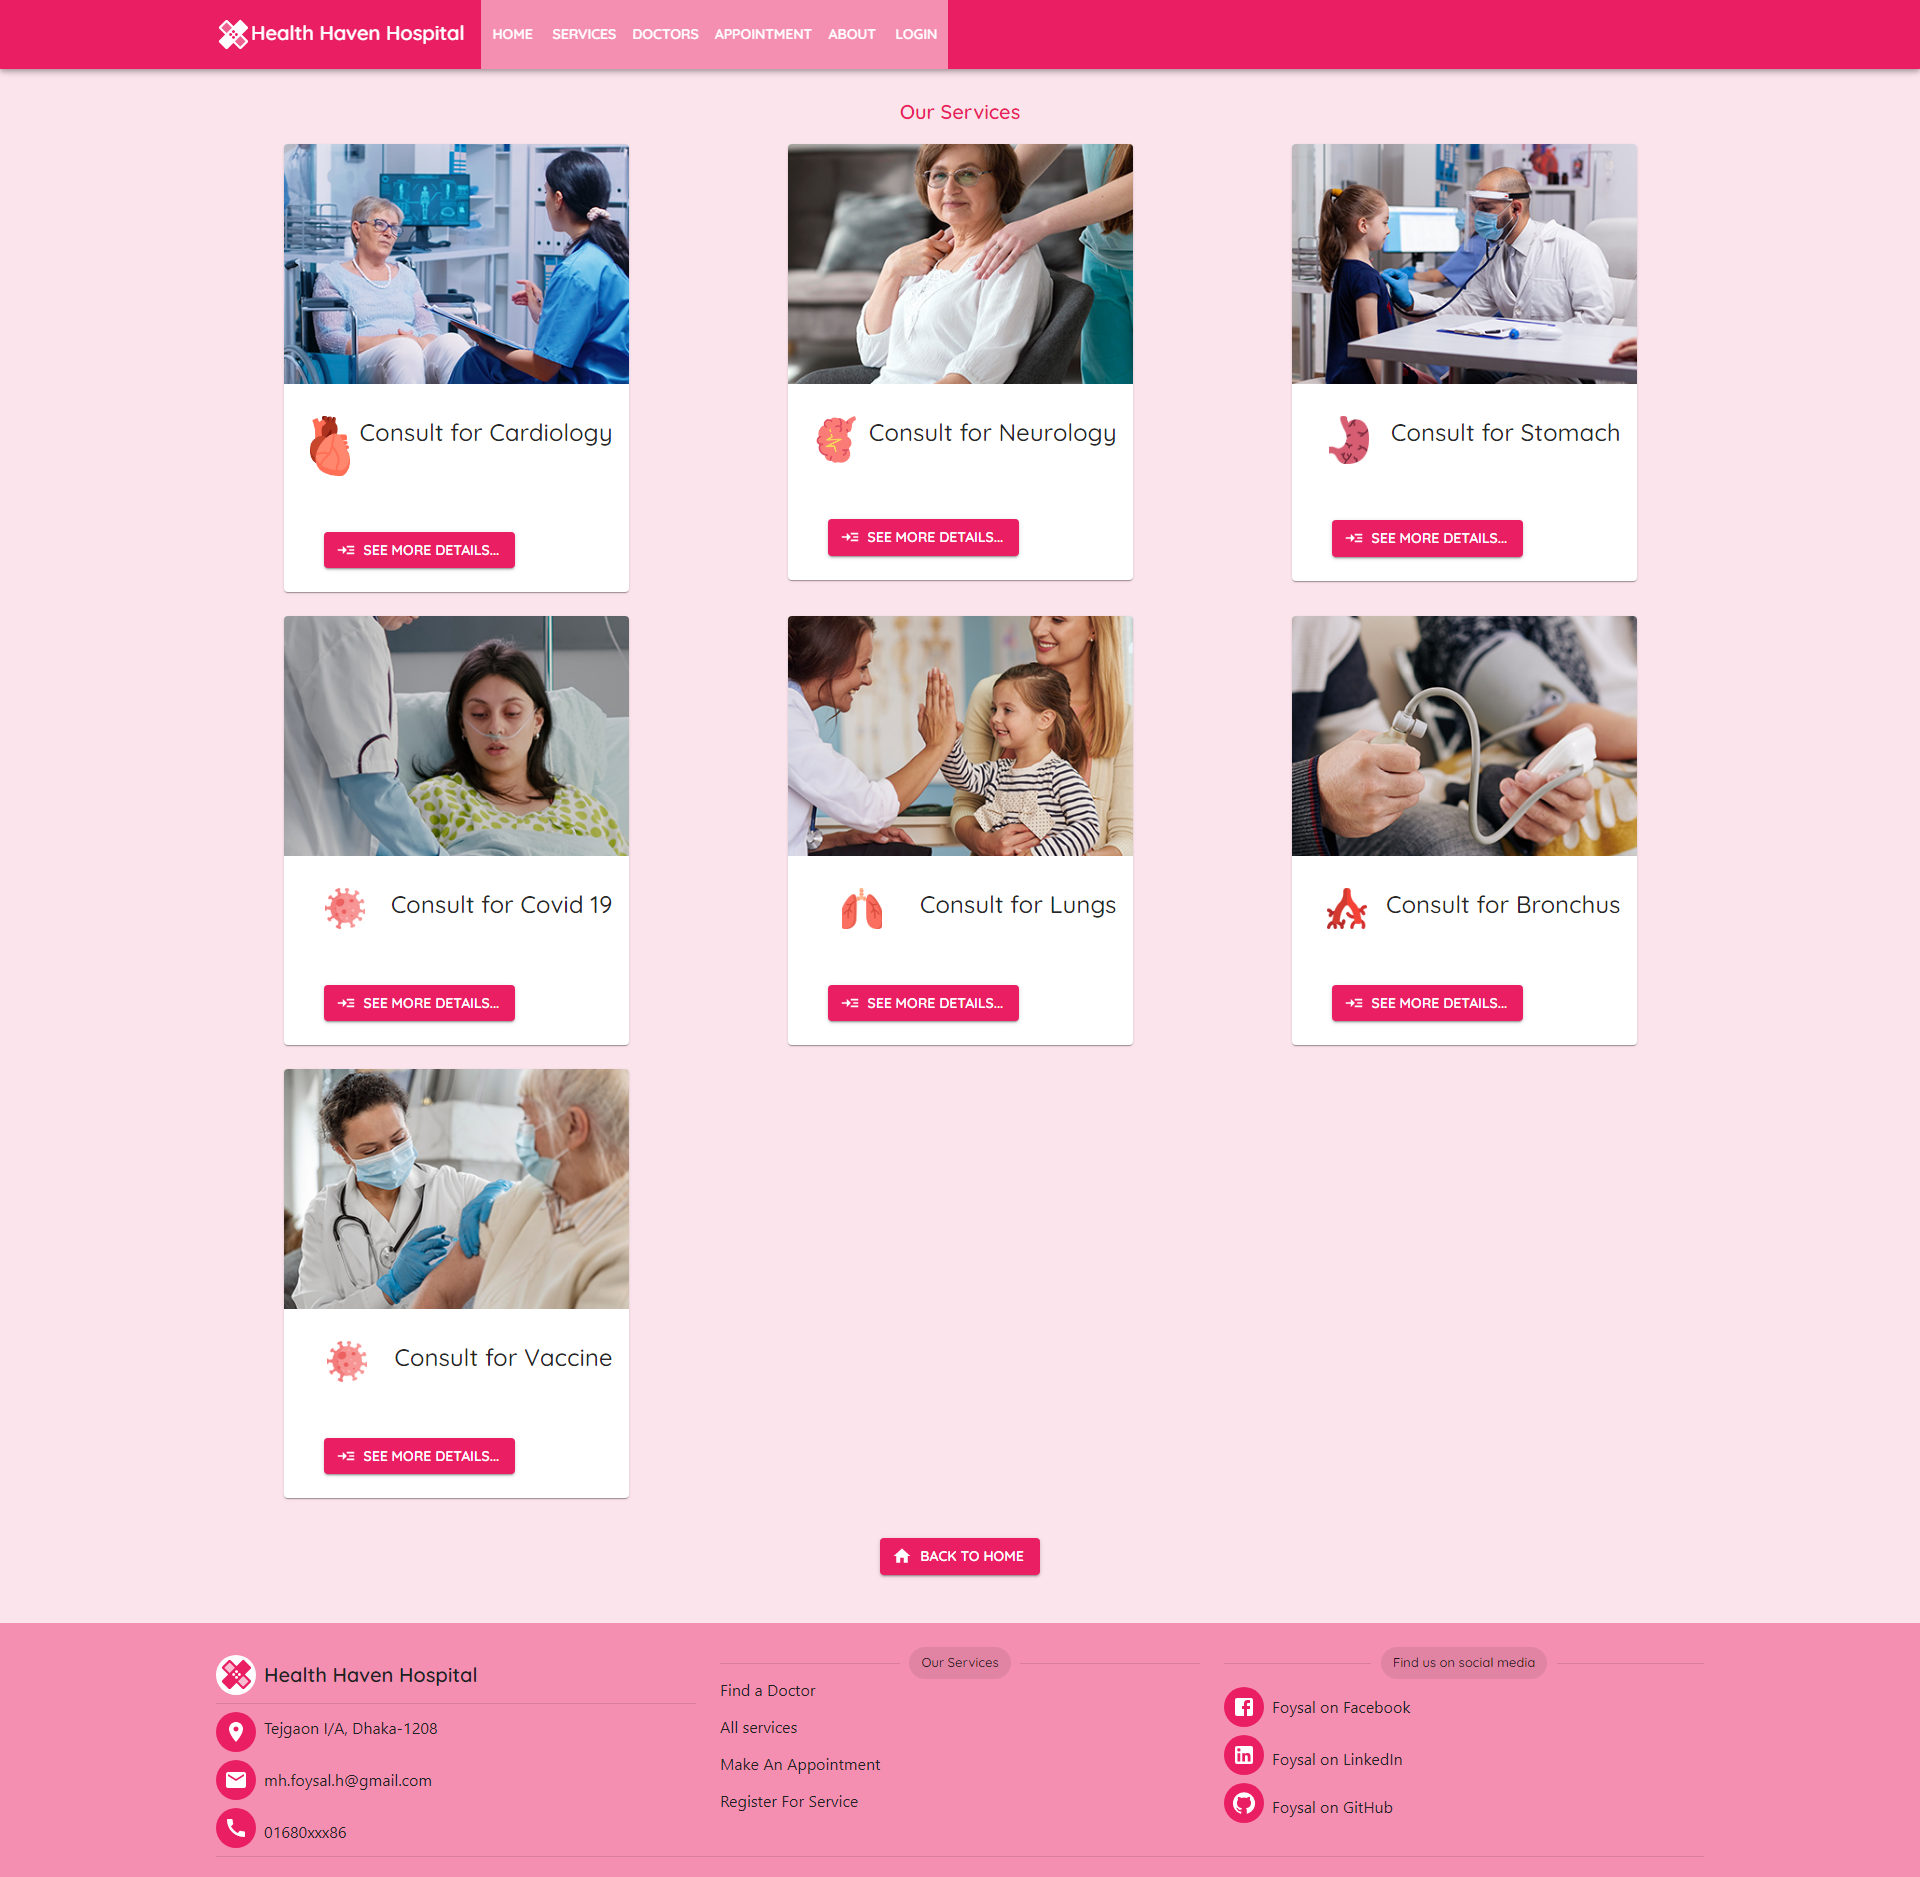 Health Haven Hospital
HOME SERVICES DOCTORS APPOINTMENT ABOUT LOGIN
Our Services
Consult for Cardiology
SEE MORE DETAILS...
Consult for Neurology
SEE MORE DETAILS...
Consult for Stomach
SEE MORE DETAILS...
Consult for Covid 19
SEE MORE DETAILS...
Consult for Lungs
SEE MORE DETAILS...
Consult for Bronchus
SEE MORE DETAILS...
Consult for Vaccine
SEE MORE DETAILS...
BACK TO HOME
Health Haven Hospital
Tejgaon I/A, Dhaka-1208
mh.foysal.h@gmail.com
01680xxx86
Our Services
Find a Doctor
All services
Make An Appointment
Register For Service
Find us on social media
Foysal on Facebook
Foysal on LinkedIn
Foysal on GitHub